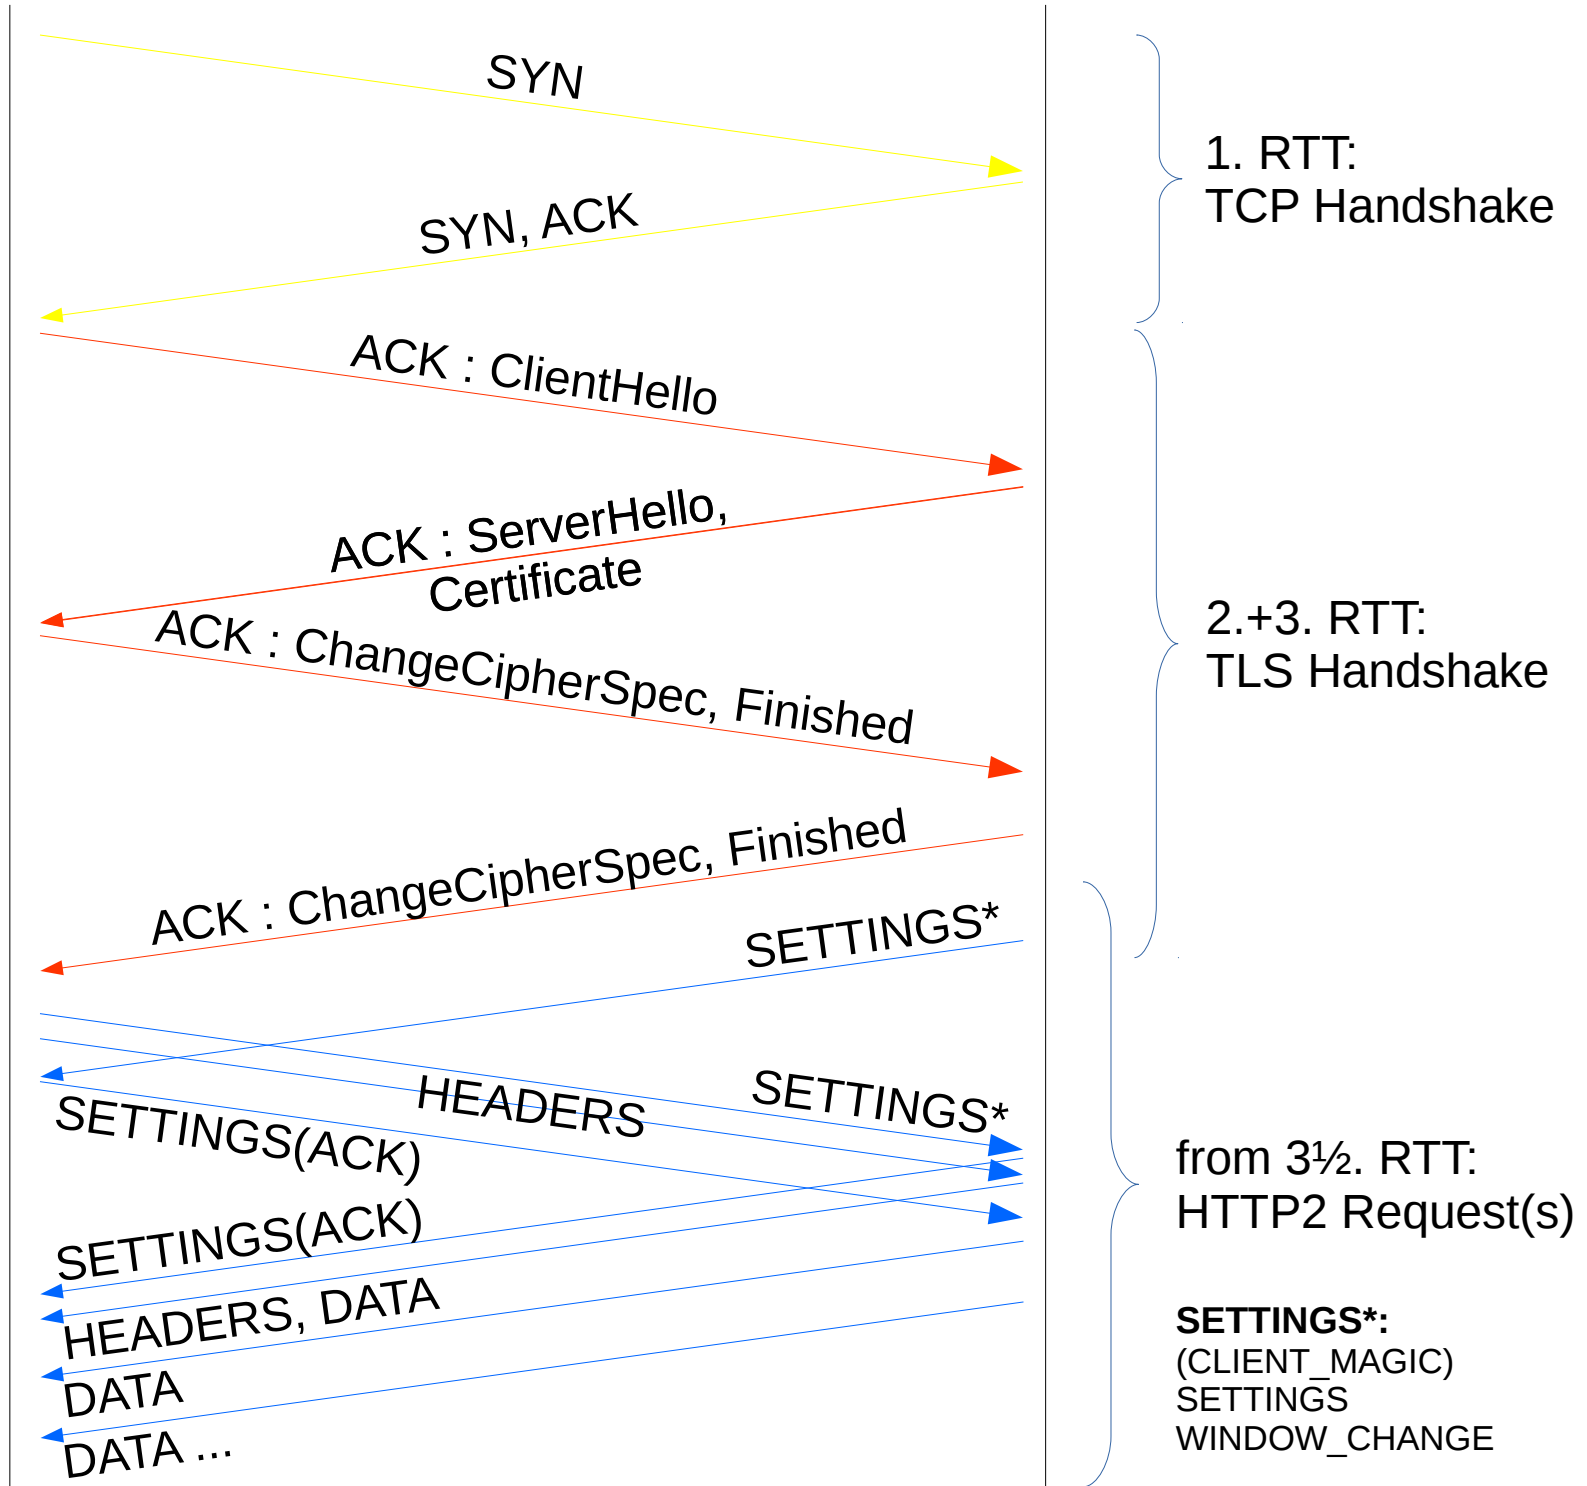 SYN
1. RTT:
TCP Handshake
SYN, ACK
ACK : ClientHello
ACK : ServerHello,
Certificate
ACK : ChangeCipherSpec, Finished
2.+3. RTT:
TLS Handshake
ACK : ChangeCipherSpec, Finished
SETTINGS*
SETTINGS*
HEADERS
SETTINGS(ACK)
from 3½. RTT:
HTTP2 Request(s)
SETTINGS(ACK)
HEADERS, DATA
DATA
DATA ...
SETTINGS*:
(CLIENT_MAGIC)
SETTINGS
WINDOW_CHANGE